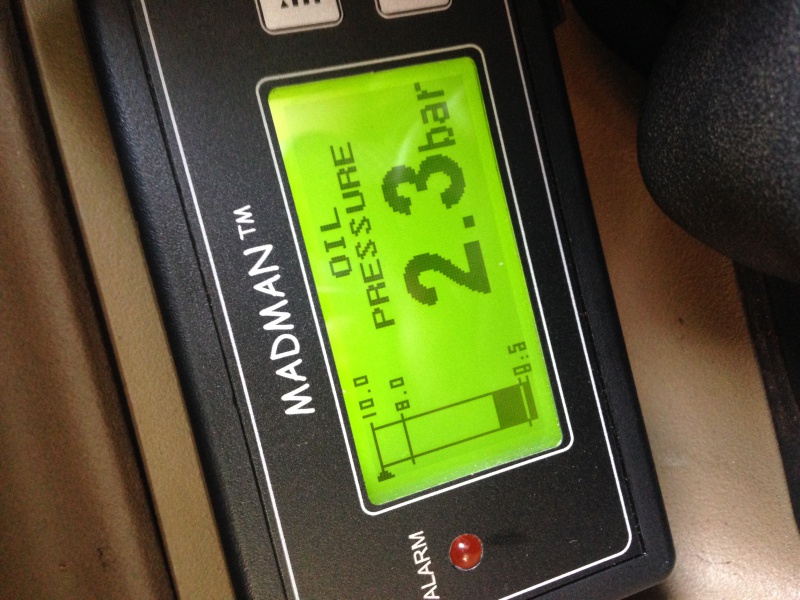 MADMAN™
OIL
PRESSURE
2.3bar
10.0
8.0
0.5
ALARM